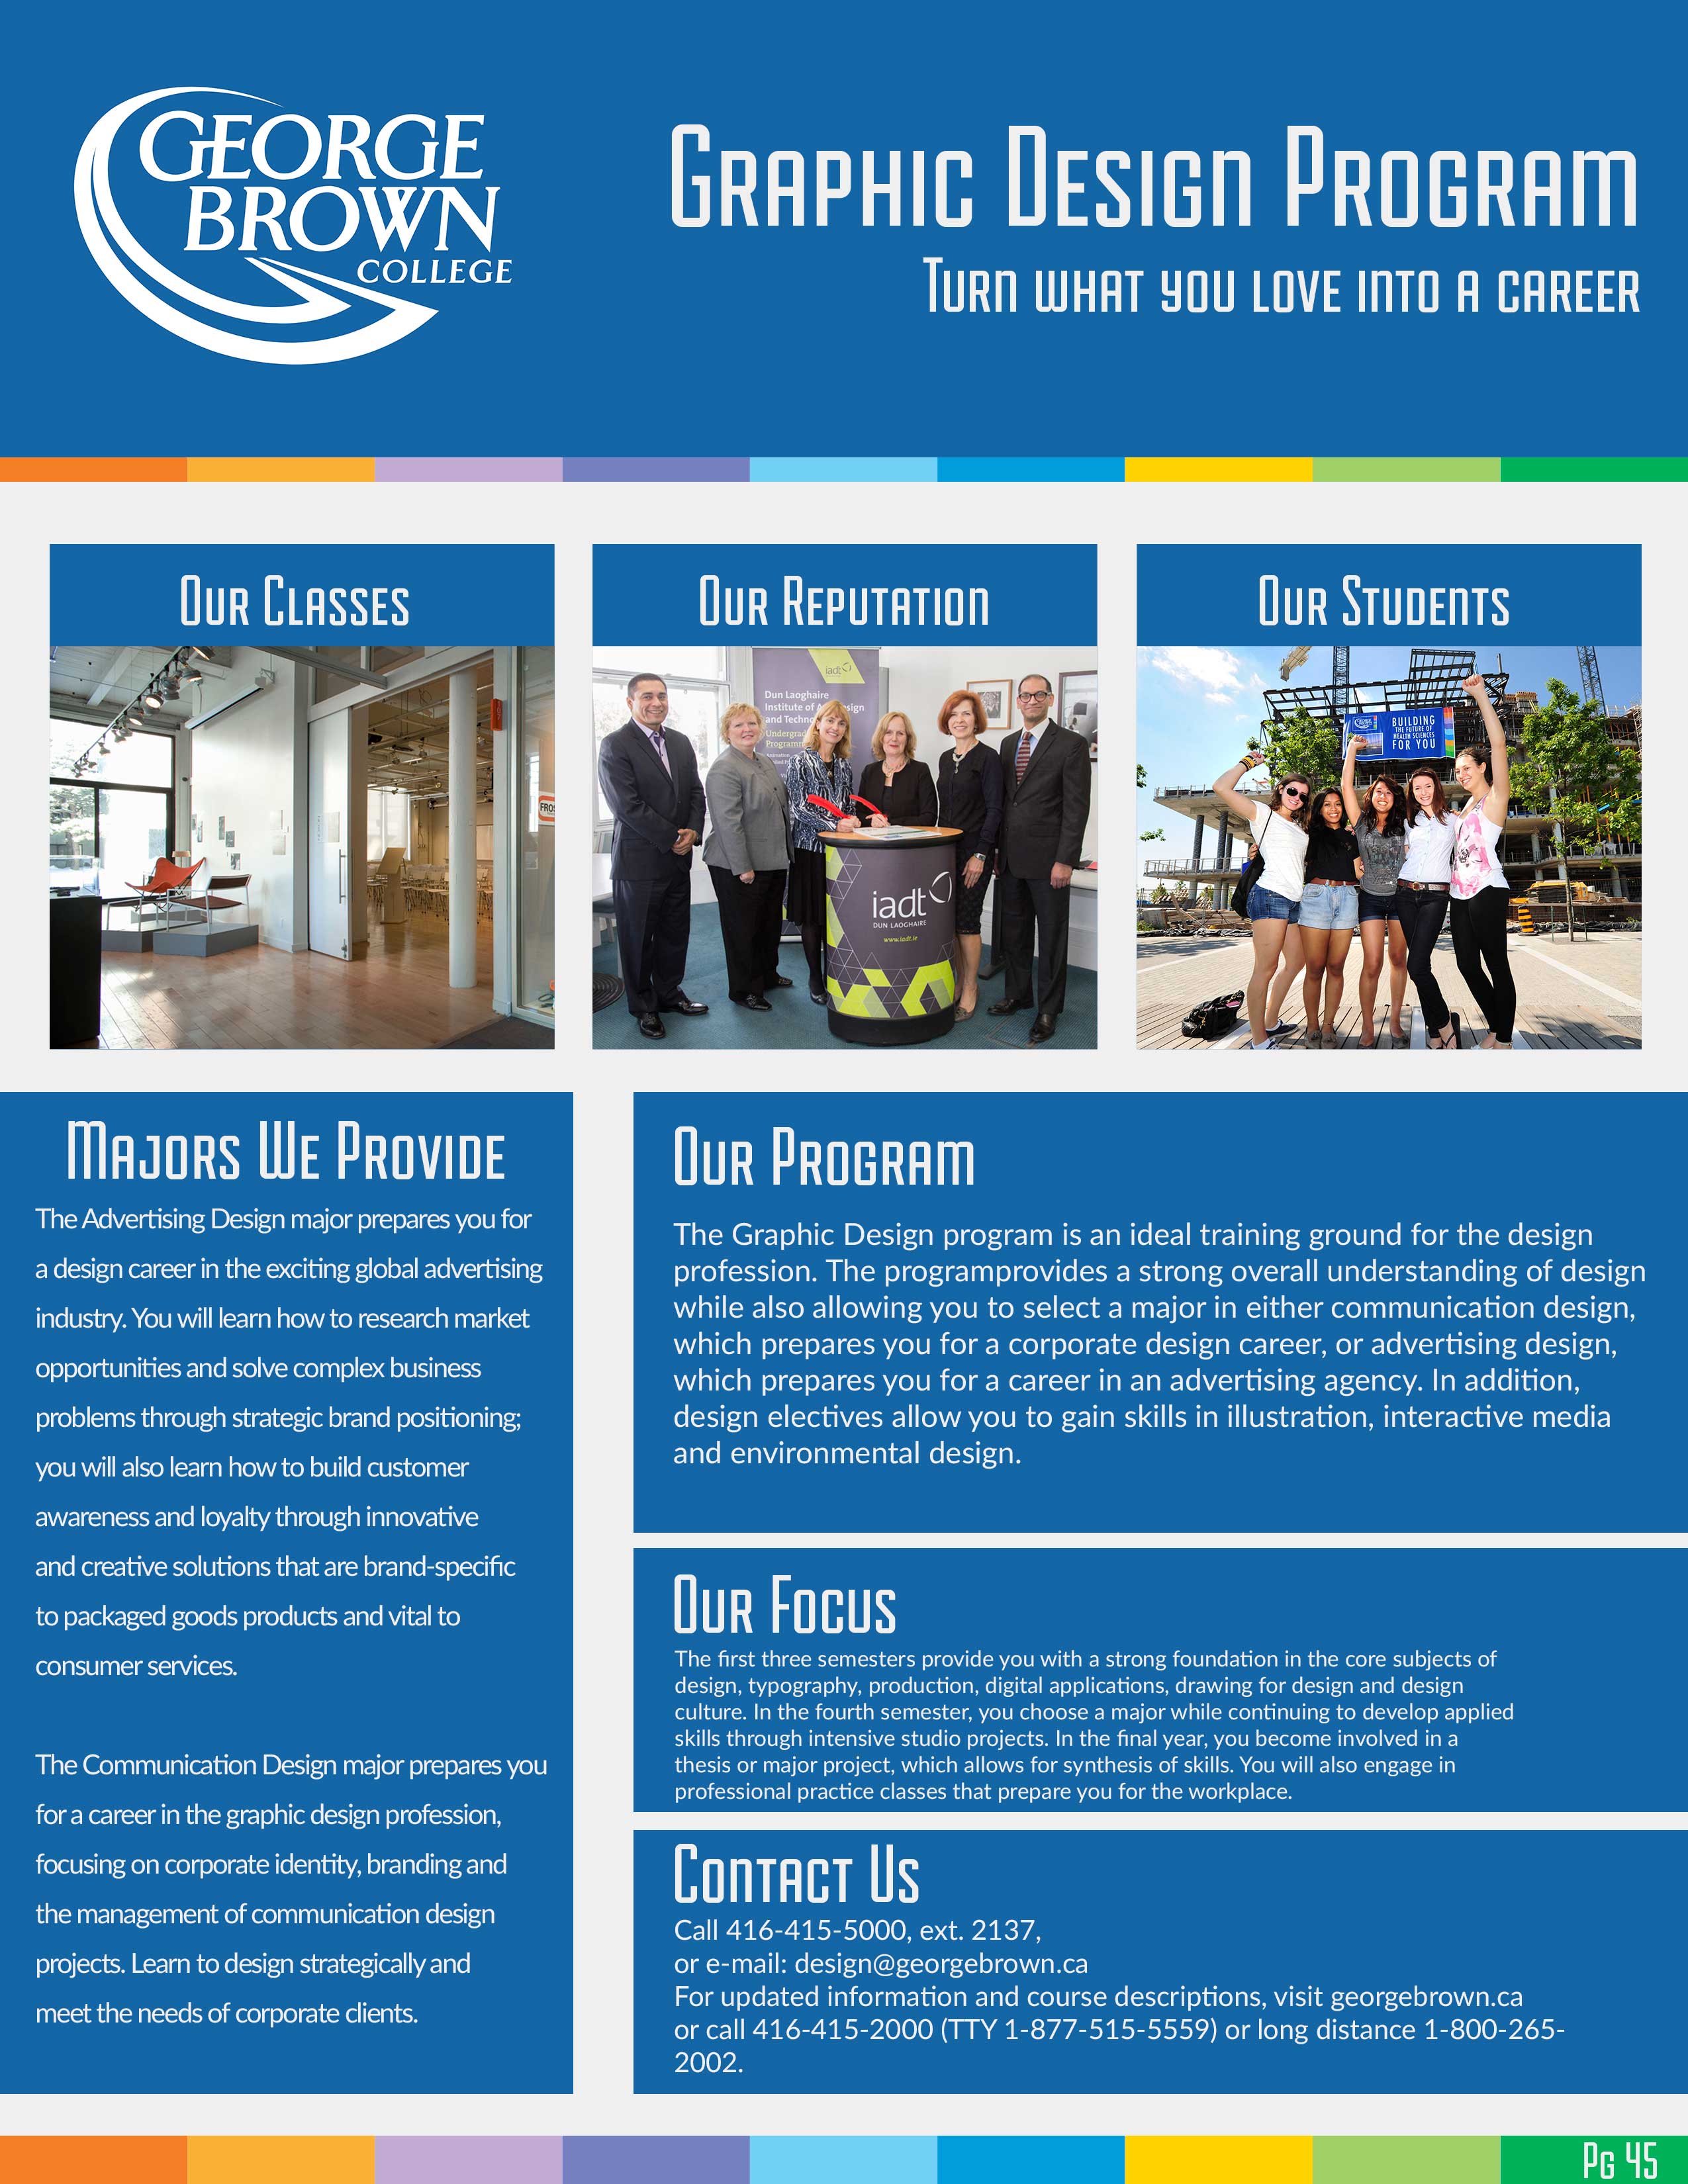 GEORGE
BROWN
COLLEGE
Graphic Design Program
Turn what you love into a career
Our Classes
Our Reputation
Our Students
FRO
iadt
Dun Laoghaire
Institute of A
sign
and Techno
Undergrad
Programm
iadt
DUN LAOGHAIRE
www.iadt.ie
BUILDING
THE FUTURE OF
HEALTH SCIENCES
FOR YOU
Majors We Provide
The Advertising Design major prepares you for
a design career in the exciting global advertising
industry. You will learn how to research market
opportunities and solve complex business
problems through strategic brand positioning;
you will also learn how to build customer
awareness and loyalty through innovative
and creative solutions that are brand-specific
to packaged goods products and vital to
consumer services.
The Communication Design major prepares you
for a career in the graphic design profession,
focusing on corporate identity, branding and
the management of communication design
projects. Learn to design strategically and
meet the needs of corporate clients.
Our Program
The Graphic Design program is an ideal training ground for the design
profession. The programprovides a strong overall understanding of design
while also allowing you to select a major in either communication design,
which prepares you for a corporate design career, or advertising design,
which prepares you for a career in an advertising agency. In addition,
design electives allow you to gain skills in illustration, interactive media
and environmental design.
Our Focus
The first three semesters provide you with a strong foundation in the core subjects of
design, typography, production, digital applications, drawing for design and design
culture. In the fourth semester, you choose a major while continuing to develop applied
skills through intensive studio projects. In the final year, you become involved in a
thesis or major project, which allows for synthesis of skills. You will also engage in
professional practice classes that prepare you for the workplace.
Contact Us
Call 416-415-5000, ext. 2137,
or e-mail: design@georgebrown.ca
For updated information and course descriptions, visit georgebrown.ca
or call 416-415-2000 (TTY 1-877-515-5559) or long distance 1-800-265-
2002.
Pg 45